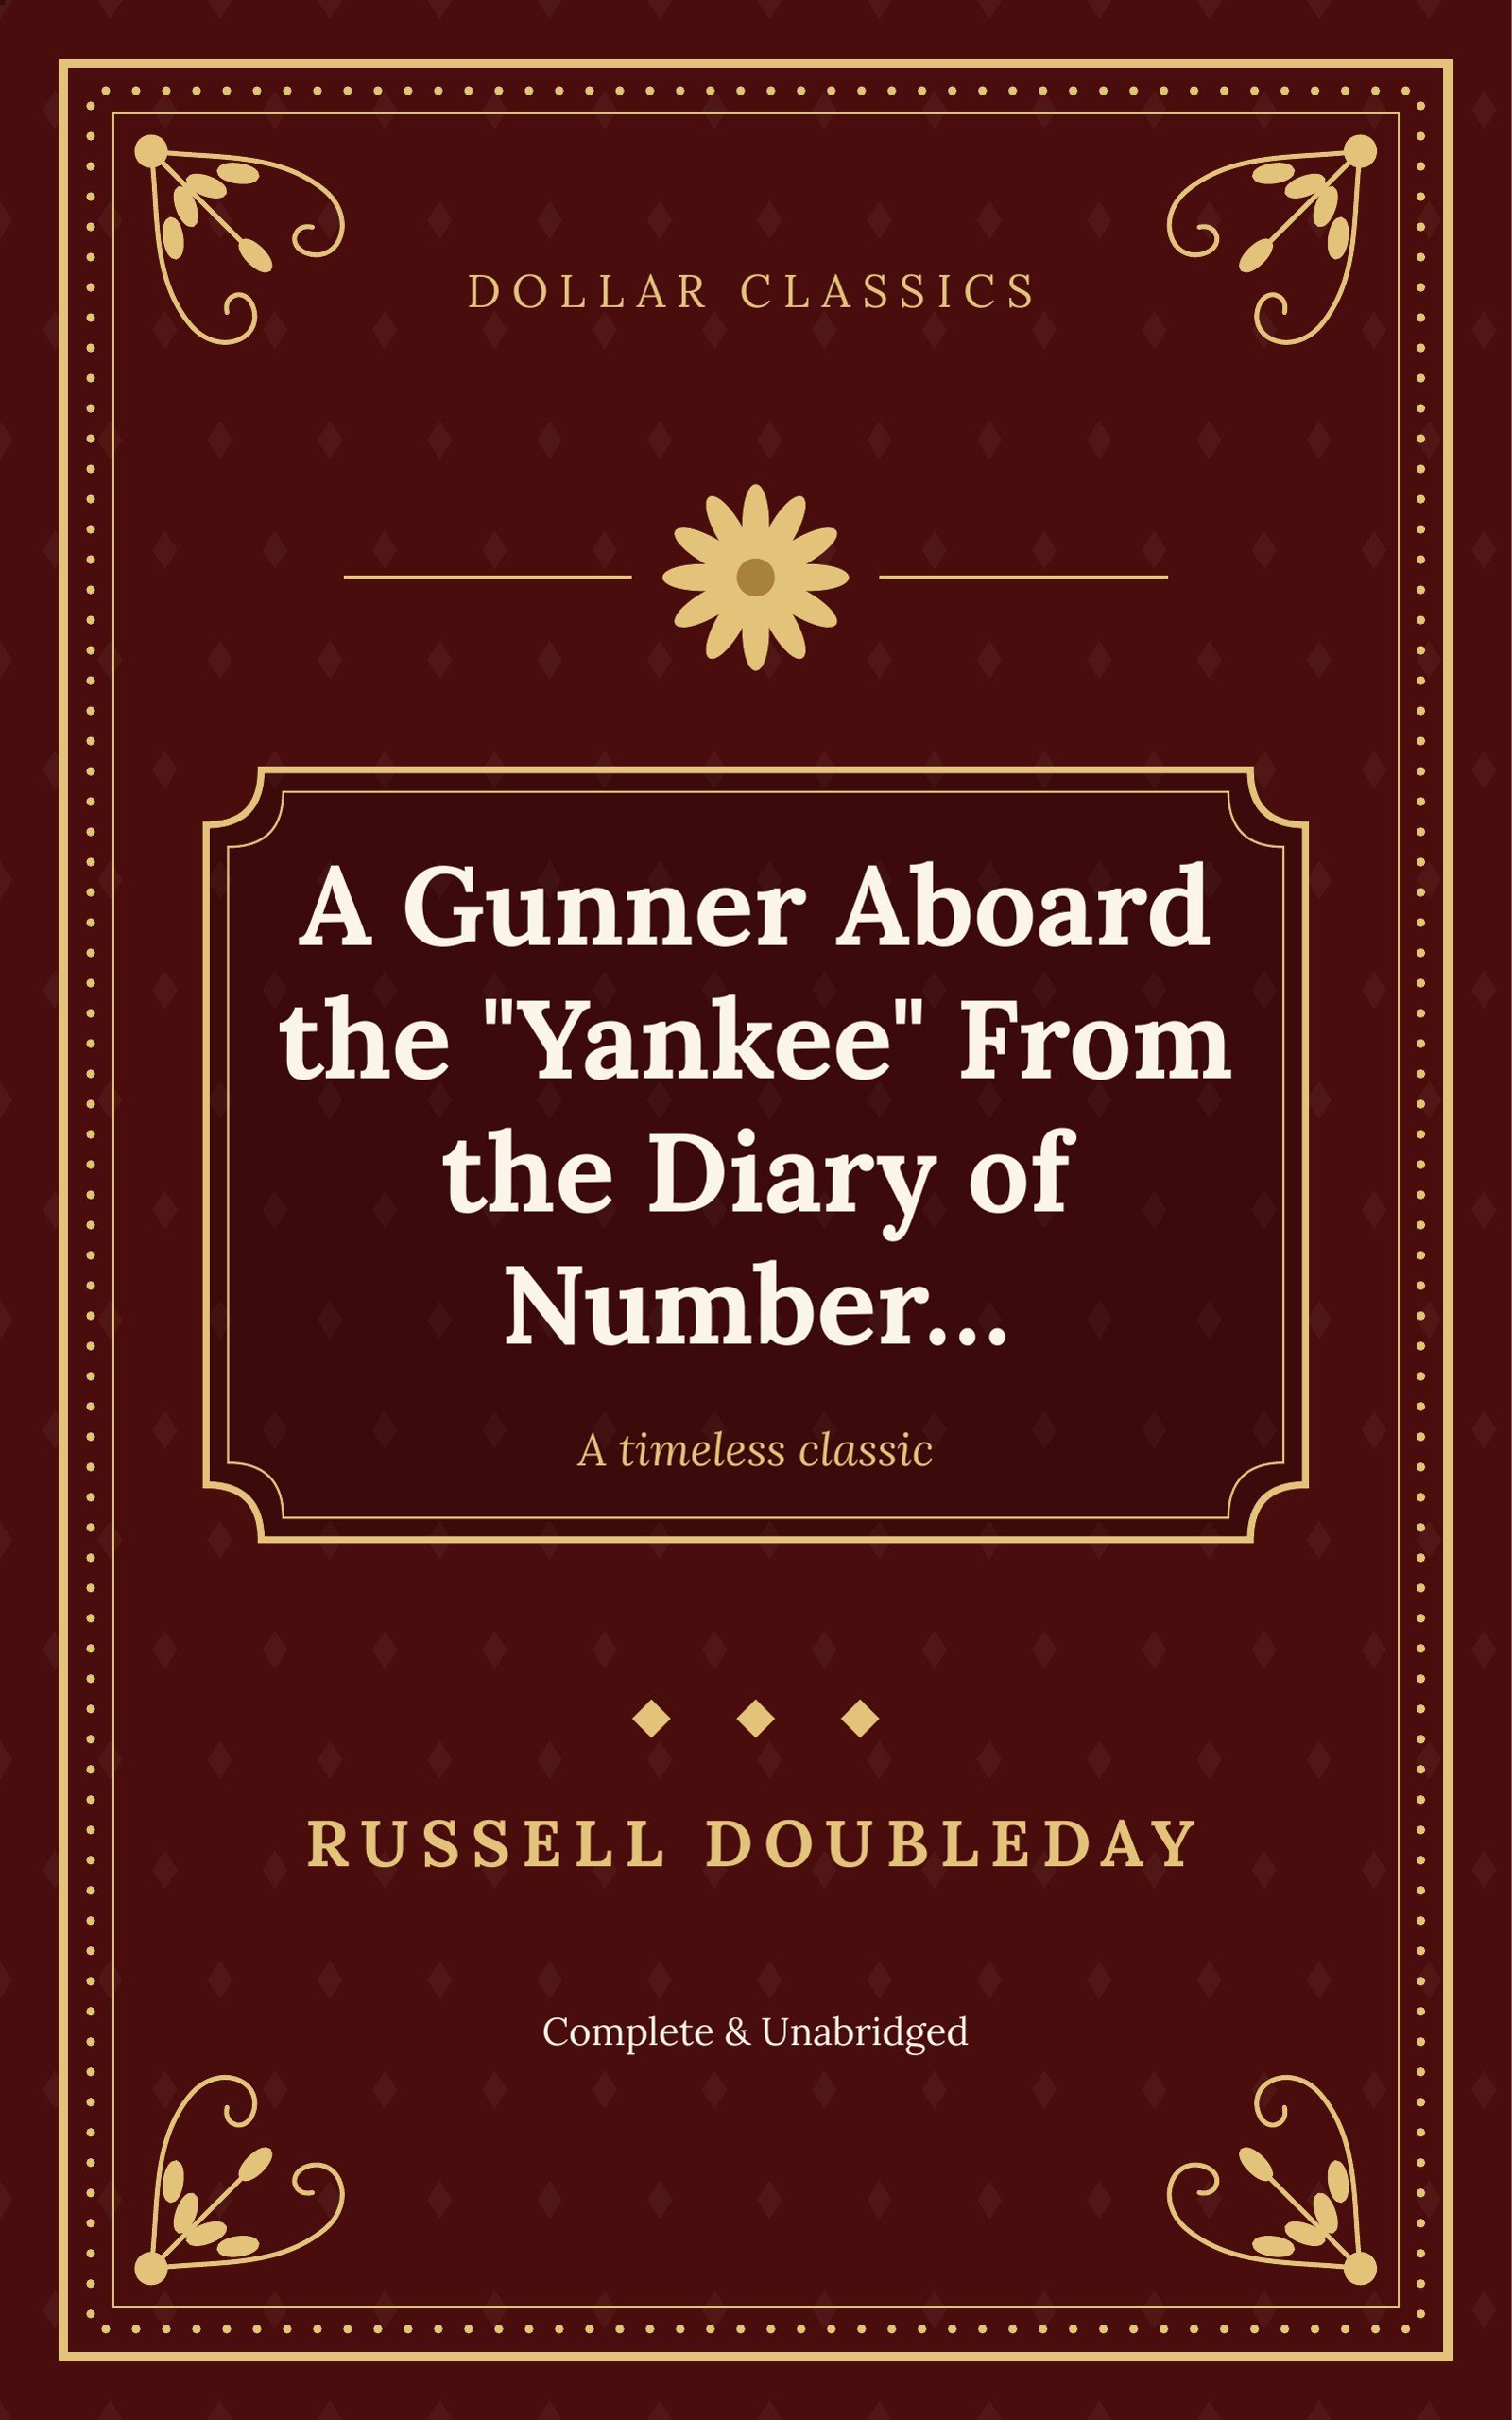 DOLLAR CLASSICS
A Gunner Aboard
the "Yankee" From
the Diary of
Number...
A timeless classic
RUSSELL DOUBLEDAY
Complete & Unabridged